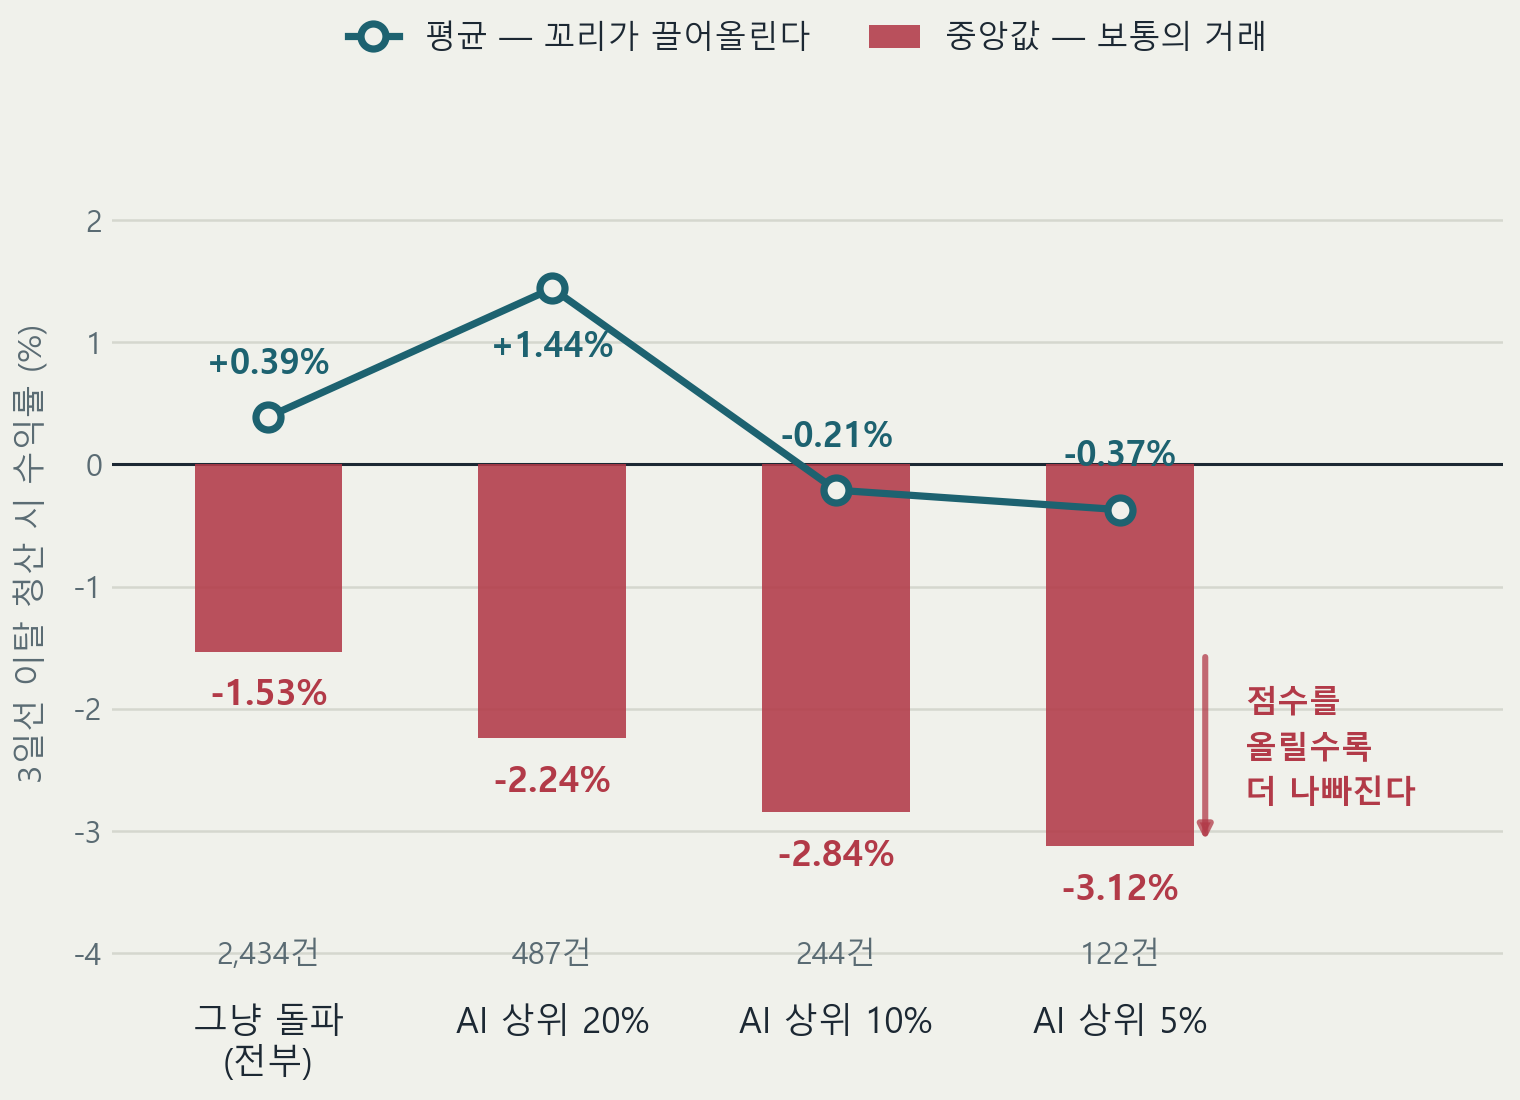 평균 — 꼬리가 끌어올린다
중앙값 — 보통의 거래
3일선 이탈 청산 시 수익률 (%)
2
1
0
-1
-2
-3
-4
+0.39%
+1.44%
-0.21%
-0.37%
-1.53%
-2.24%
-2.84%
-3.12%
점수를
올릴수록
더 나빠진다
2,434건
487건
244건
122건
그냥 돌파
(전부)
AI 상위 20%
AI 상위 10%
AI 상위 5%